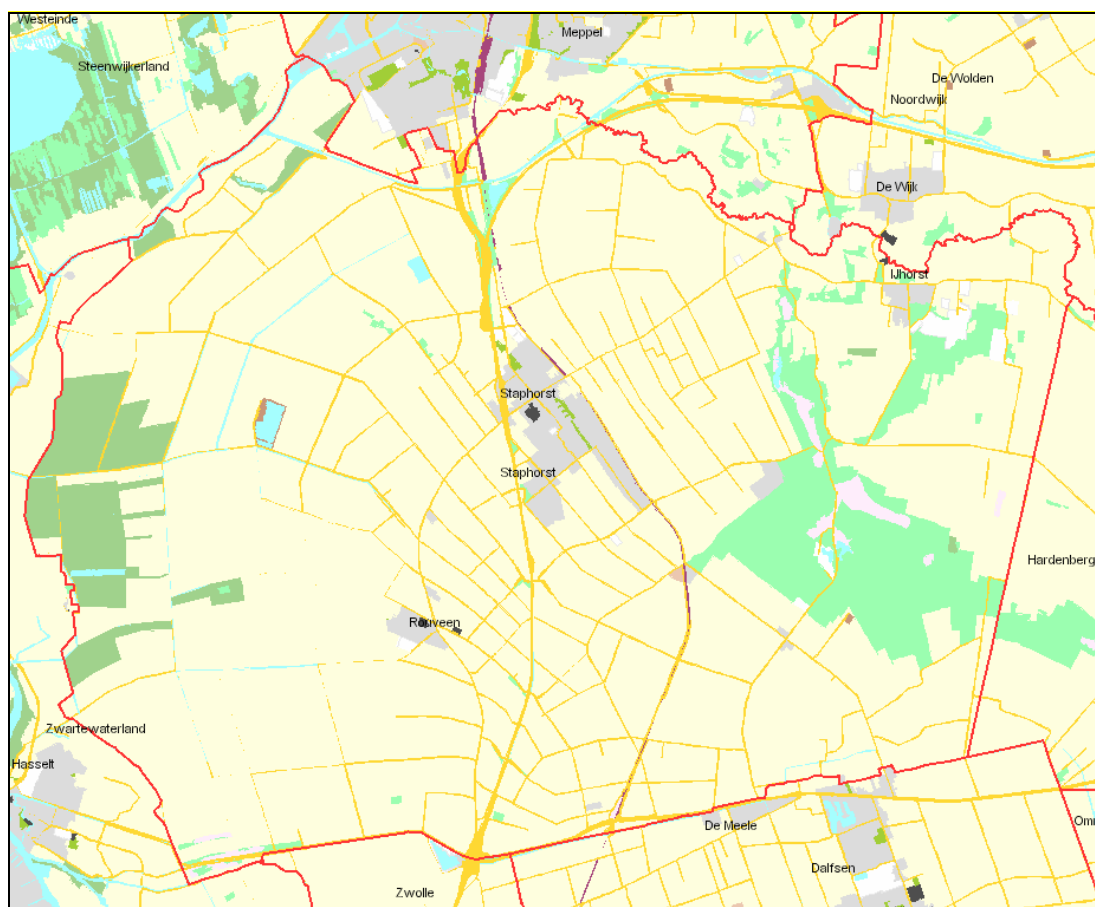 Westeinde
Meppel
Steenwijkerland
De Wolden
Noordwijk
De Wijk
IJhorst
Staphorst
Staphorst
Hardenberg
Rouveen
Zwartewaterland
Hasselt
De Meele
Omm
Dalfsen
Zwolle